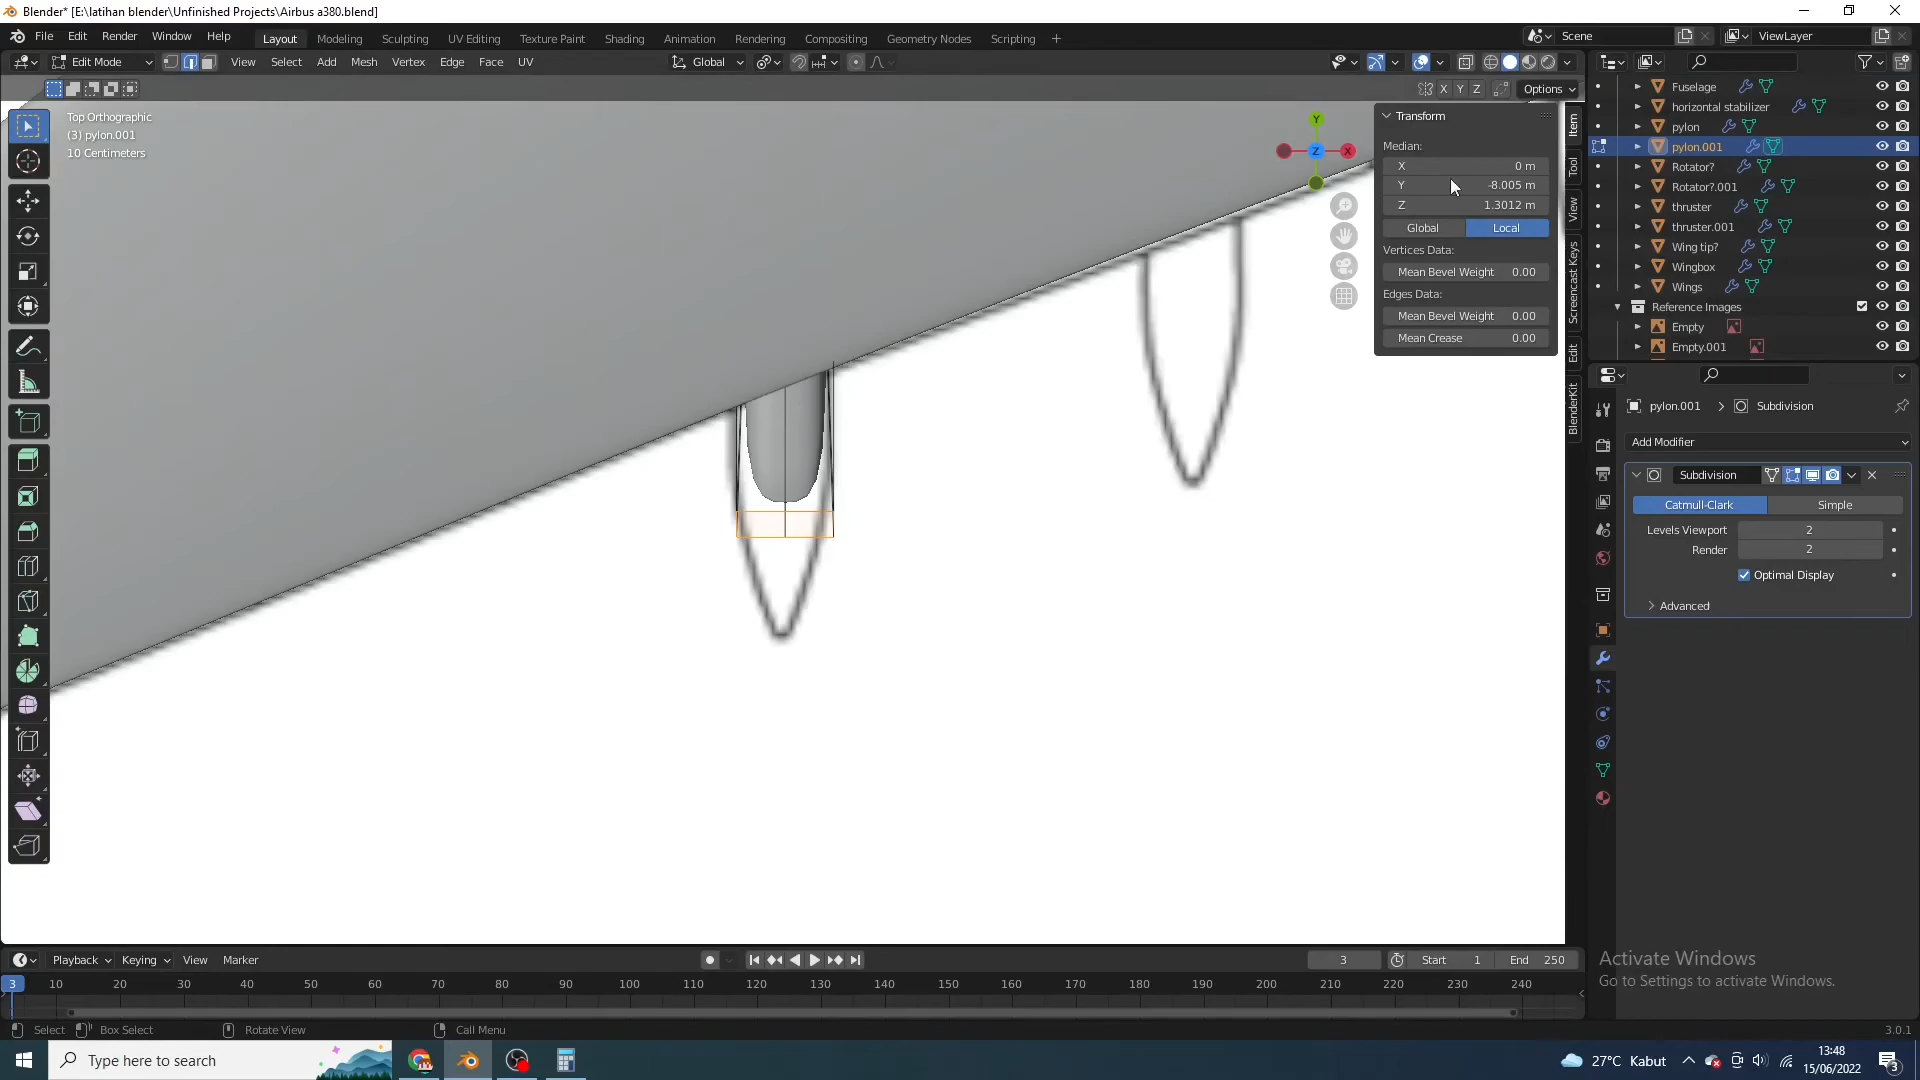 Blender* [E:\latihan blender\Unfinished Projects\Airbus a380.blend]
File Edit Render Window Help Layout Modeling Sculpting UV Editing Texture Paint Shading Animation Rendering Compositing Geometry Nodes Scripting + Scene ViewLayer
Edit Mode View Select Add Mesh Vertex Edge Face UV Global
X Y Z Options
Top Orthographic
(3) pylon.001
10 Centimeters
Y
X
Z
Transform
Median:
X 0 m
Y -8.005 m
Z 1.3012 m
Global Local
Vertices Data:
Mean Bevel Weight 0.00
Edges Data:
Mean Bevel Weight 0.00
Mean Crease 0.00
Item
Tool
View
Screencast Keys
Edit
BlenderKit
Fuselage
horizontal stabilizer
pylon
pylon.001
Rotator?
Rotator?.001
thruster
thruster.001
Wing tip?
Wingbox
Wings
Reference Images
Empty
Empty.001
pylon.001 > Subdivision
Add Modifier
Subdivision
Catmull-Clark Simple
Levels Viewport 2
Render 2
Optimal Display
Advanced
Activate Windows
Go to Settings to activate Windows.
Playback Keying View Marker 3 Start 1 End 250
3 10 20 30 40 50 60 70 80 90 100 110 120 130 140 150 160 170 180 190 200 210 220 230 240
Select Box Select Rotate View Call Menu 3.0.1
Type here to search
27°C Kabut
13:48
15/06/2022
3